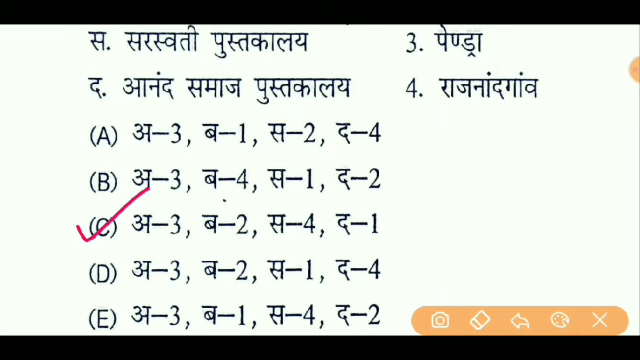 स. सरस्वती पुस्तकालय 3. पेण्ड्रा
द. आनंद समाज पुस्तकालय 4. राजनांदगांव
(A) अ–3, ब–1, स–2, द–4
(B) अ–3, ब–4, स–1, द–2
(C) अ–3, ब–2, स–4, द–1
(D) अ–3, ब–2, स–1, द–4
(E) अ–3, ब–1, स–4, द–2